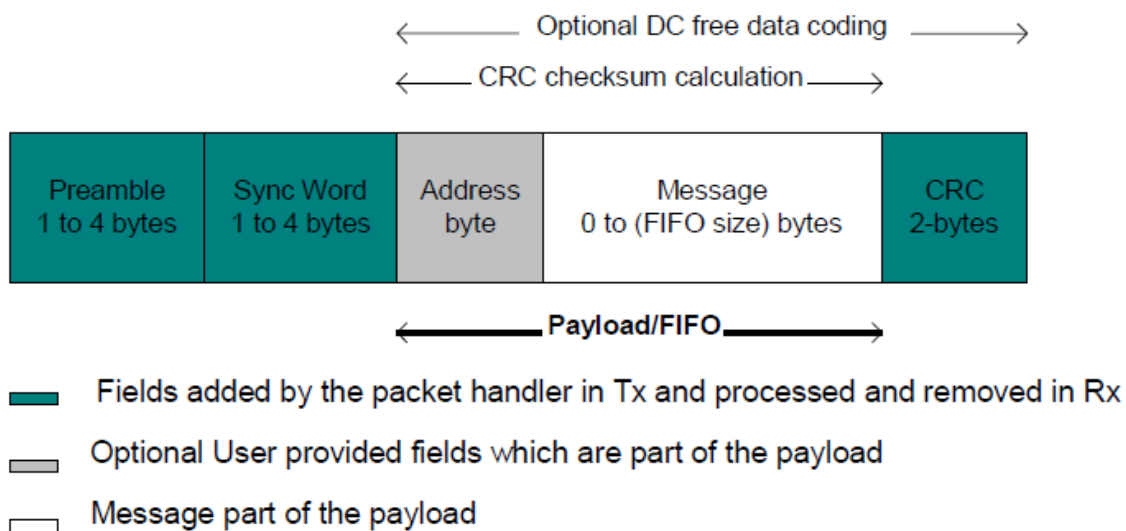 Optional DC free data coding
CRC checksum calculation
Preamble
1 to 4 bytes
Sync Word
1 to 4 bytes
Address
byte
Message
0 to (FIFO size) bytes
CRC
2-bytes
Payload/FIFO
Fields added by the packet handler in Tx and processed and removed in Rx
Optional User provided fields which are part of the payload
Message part of the payload